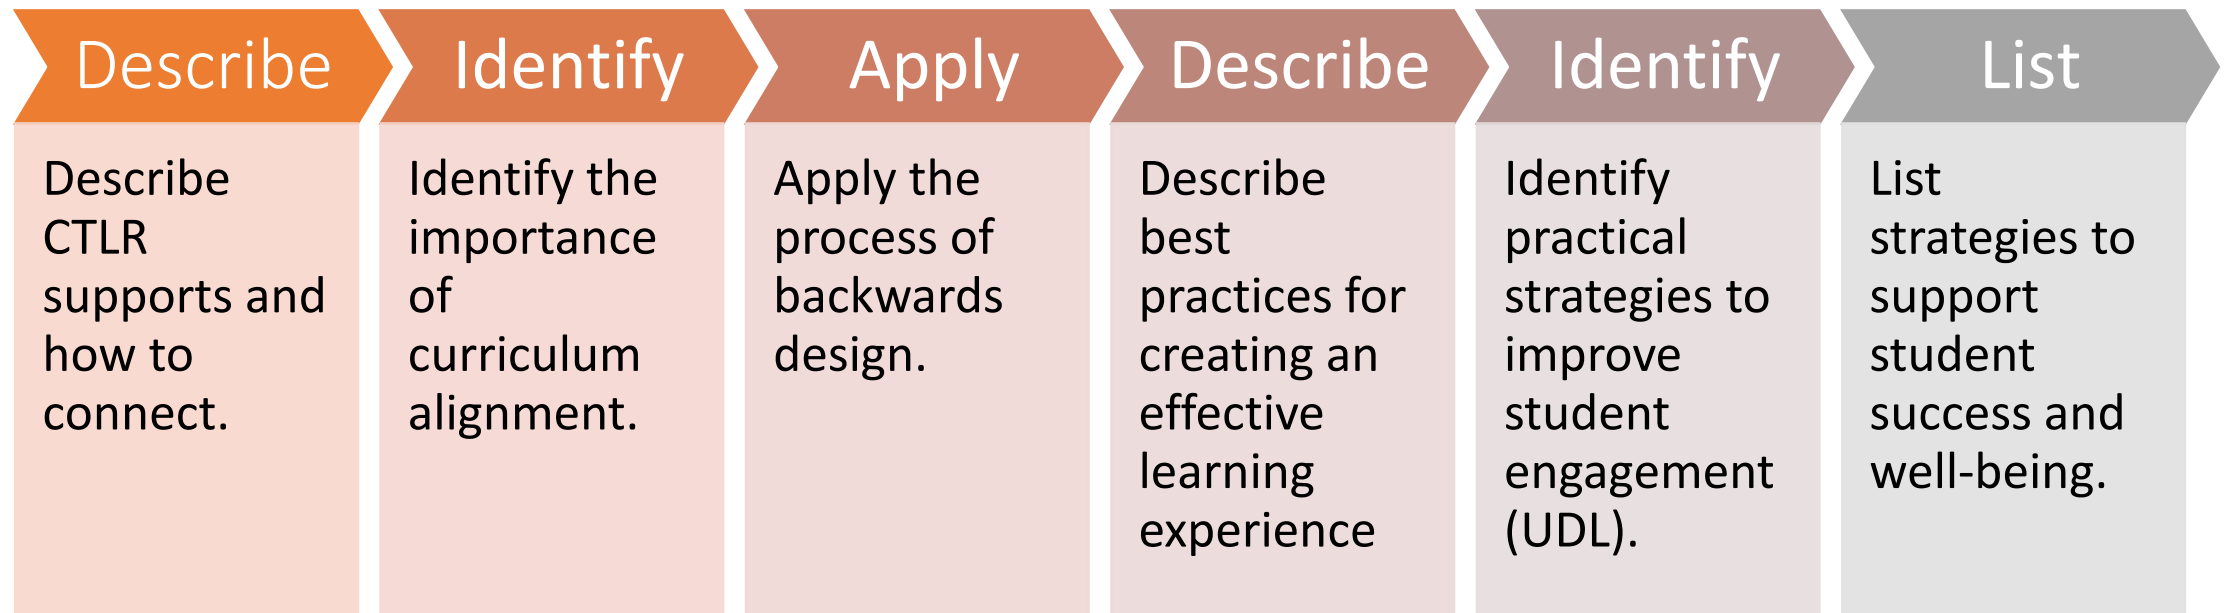 Describe
Describe
CTLR
supports and
how to
connect.
Identify
Identify the
importance
of
curriculum
alignment.
Apply
Apply the
process of
backwards
design.
Describe
Describe
best
practices for
creating an
effective
learning
experience
Identify
Identify
practical
strategies to
improve
student
engagement
(UDL).
List
List
strategies to
support
student
success and
well-being.